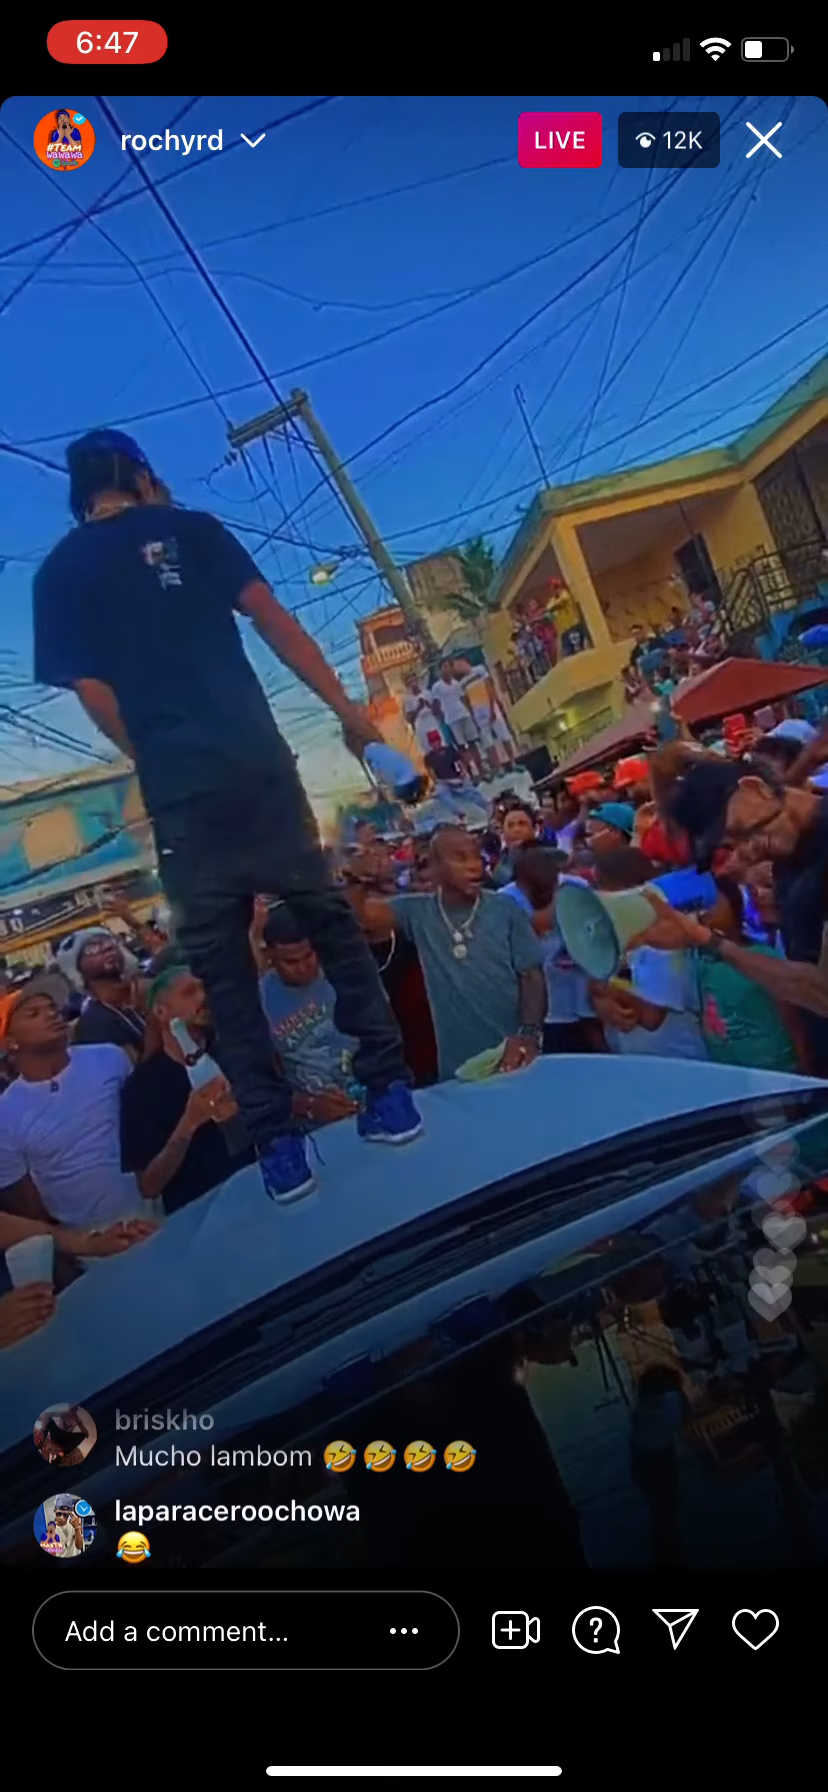 6:47
#TEAM
WAWAWA
rochyrd
LIVE
12K
briskho
Mucho lambom 🤣🤣🤣🤣
laparaceroochowa
😂
Add a comment...